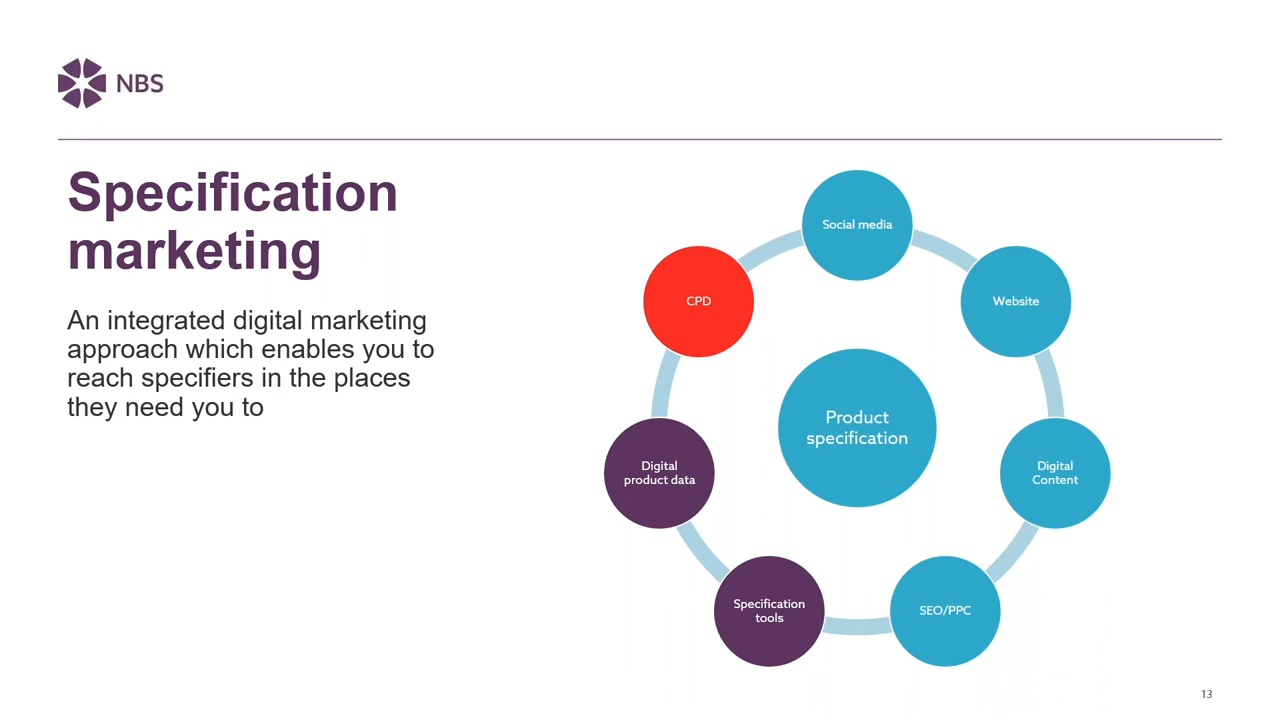 NBS
Specification
marketing
An integrated digital marketing
approach which enables you to
reach specifiers in the places
they need you to
Social media
Website
Digital
Content
SEO/PPC
Specification
tools
Digital
product data
CPD
Product
specification
13